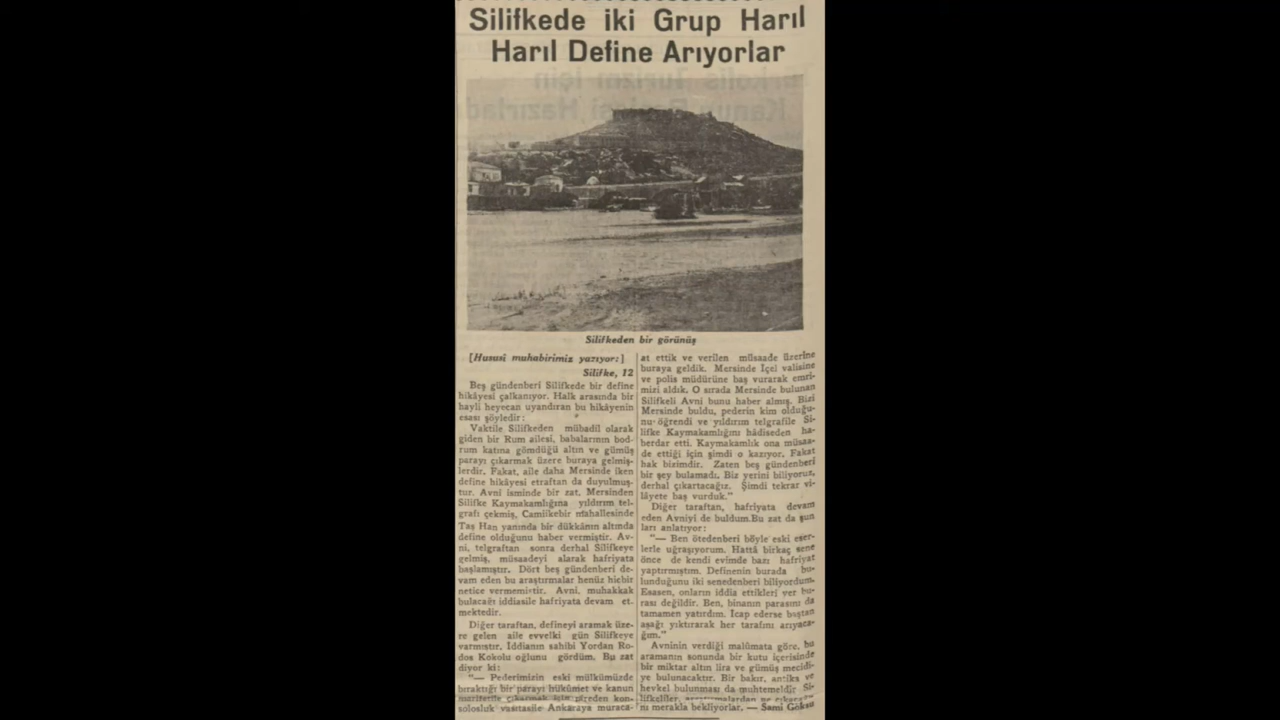 Silifkede iki Grup Harıl
Harıl Define Arıyorlar
Silifkeden bir görünüş
[Hususî muhabirimiz yazıyor:]
Silifke, 12
Beş gündenberi Silifkede bir define
hikâyesi çalkanıyor. Halk arasında bir
hayli heyecan uyandıran bu hikâyenin
esası şöyledir:
Vaktile Silifkeden mübadil olarak
giden bir Rum ailesi, babalarının bod-
rum katına gömdüğü altın ve gümüş
parayı çıkarmak üzere buraya gelmiş-
lerdir. Fakat, aile daha Mersinde iken
define hikâyesi etraftan da duyulmuş-
tur. Avni isminde bir zat, Mersinden
Silifke Kaymakamlığına yıldırım tel-
grafı çekmiş, Camiikebir mahallesinde
Taş Han yanında bir dükkânın altında
define olduğunu haber vermiştir. Av-
ni, telgraftan sonra derhal Silifkeye
gelmiş, müsaadeyi alarak hafriyata
başlamıştır. Dört beş gündenberi de-
vam eden bu araştırmalar henüz hiçbir
netice vermemiştir. Avni, muhakkak
bulacağı iddiasile hafriyata devam et-
mektedir.
Diğer taraftan, defineyi aramak üze-
re gelen aile evvelki gün Silifkeye
varmıştır. İddianın sahibi Yordan Ro-
dos Kokolu oğlunu gördüm. Bu zat
diyor ki:
"— Pederimizin eski mülkümüzde
bıraktığı bir parayı hükûmet ve kanun
marifetile çıkarmak için pireden kon-
solosluk vasıtasile Ankaraya muraca-
at ettik ve verilen müsaade üzerine
buraya geldik. Mersinde İçel valisine
ve polis müdürüne baş vurarak emri-
mizi aldık. O sırada Mersinde bulunan
Silifkeli Avni bunu haber almış. Bizi
Mersinde buldu, pederin kim olduğu-
nu öğrendi ve yıldırım telgrafile Si-
lifke Kaymakamlığını hâdiseden ha-
berdar etti. Kaymakamlık ona müsaa-
de ettiği için şimdi o kazıyor. Fakat
hak bizimdir. Zaten beş gündenberi
bir şey bulamadı. Biz yerini biliyoruz,
derhal çıkartacağız. Şimdi tekrar vi-
lâyete baş vurduk."
Diğer taraftan, hafriyata devam
eden Avniyi de buldum.Bu zat da şun
ları anlatıyor:
"— Ben ötedenberi böyle eski eser-
lerle uğraşıyorum. Hattâ birkaç sene
önce de kendi evimde bazı hafriyat
yaptırmıştım. Definenin burada bu-
lunduğunu iki senedenberi biliyordum.
Esasen, onların iddia ettikleri yer bu-
rası değildir. Ben, binanın parasını da
tamamen yatırdım. İcap ederse baştan
aşağı yıktırarak her tarafını arıyaca-
ğım."
Avninin verdiği malûmata göre, bu
aramanın sonunda bir kutu içerisinde
bir miktar altın lira ve gümüş mecidi-
ye bulunacaktır. Bir bakır, antika ve
heykel bulunması da muhtemeldir Si-
lifkeliler,
nı merakla bekliyorlar. — Sami Göksu